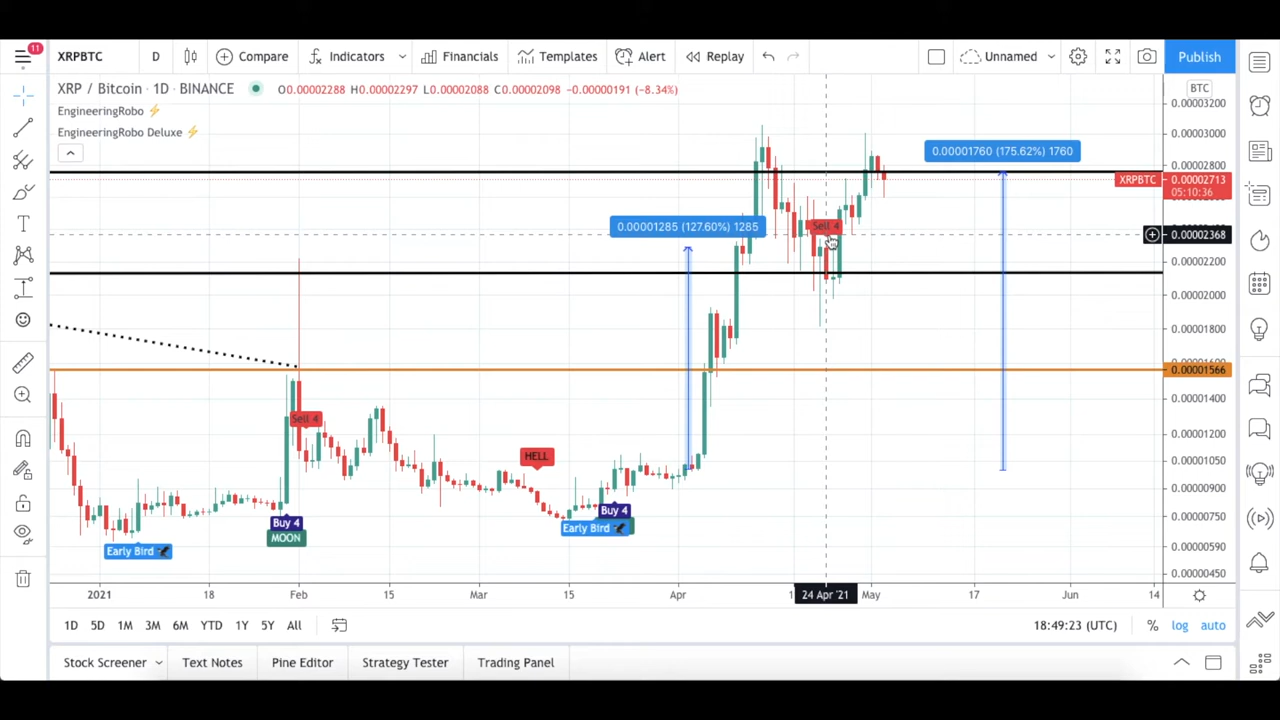 11
XRPBTC D Compare Indicators Financials Templates Alert Replay Unnamed Publish
XRP / Bitcoin · 1D · BINANCE O0.00002288 H0.00002297 L0.00002088 C0.00002098 −0.00000191 (−8.34%)
BTC
EngineeringRobo ⚡
EngineeringRobo Deluxe ⚡
0.00003200
0.00003000
0.00001760 (175.62%) 1760
0.00002800
XRPBTC 0.00002713
05:10:36
0.00001285 (127.60%) 1285
Sell 4
0.00002368
0.00002200
0.00002000
0.00001800
0.00001566
0.00001400
Sell 4
0.00001200
HELL
0.00001050
0.00000900
Buy 4
0.00000750
Buy 4
Early Bird
MOON
0.00000590
Early Bird
0.00000450
2021 18 Feb 15 Mar 15 Apr 24 Apr '21 May 17 Jun 14
1D 5D 1M 3M 6M YTD 1Y 5Y All 18:49:23 (UTC) % log auto
Stock Screener Text Notes Pine Editor Strategy Tester Trading Panel